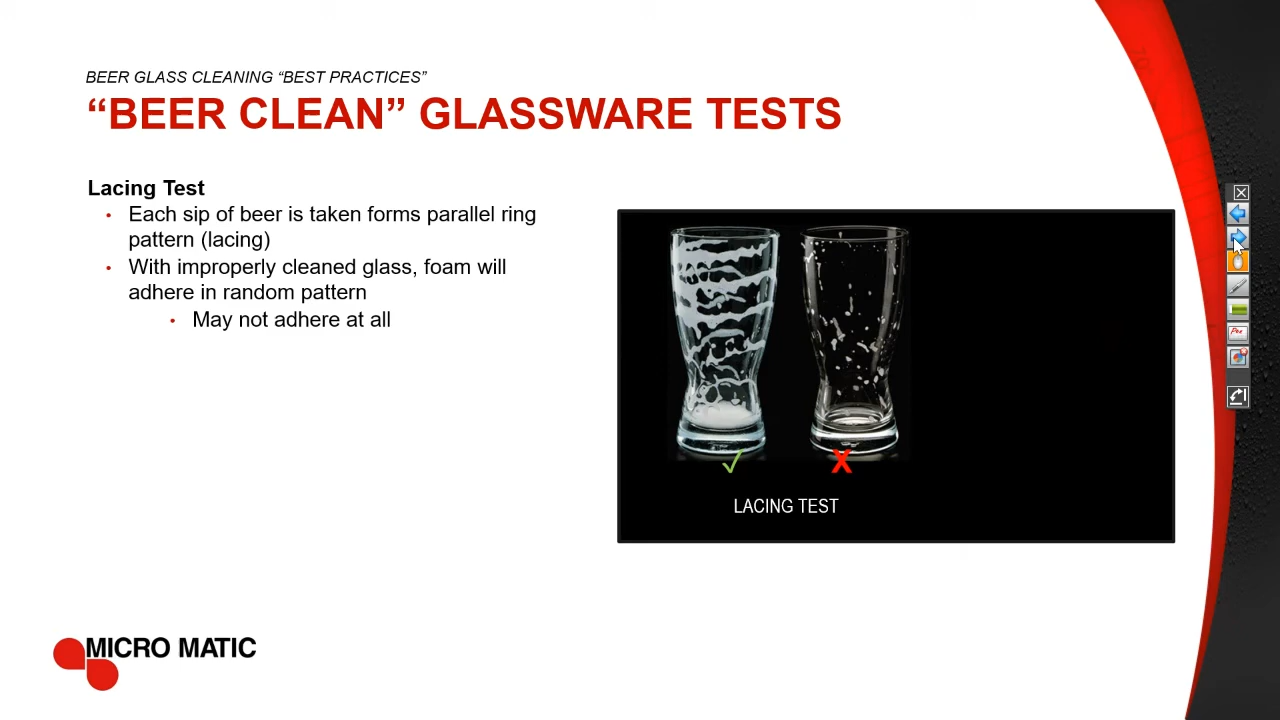 BEER GLASS CLEANING “BEST PRACTICES”
“BEER CLEAN” GLASSWARE TESTS
Lacing Test
• Each sip of beer is taken forms parallel ring
pattern (lacing)
• With improperly cleaned glass, foam will
adhere in random pattern
• May not adhere at all
✓ X
LACING TEST
MICRO MATIC